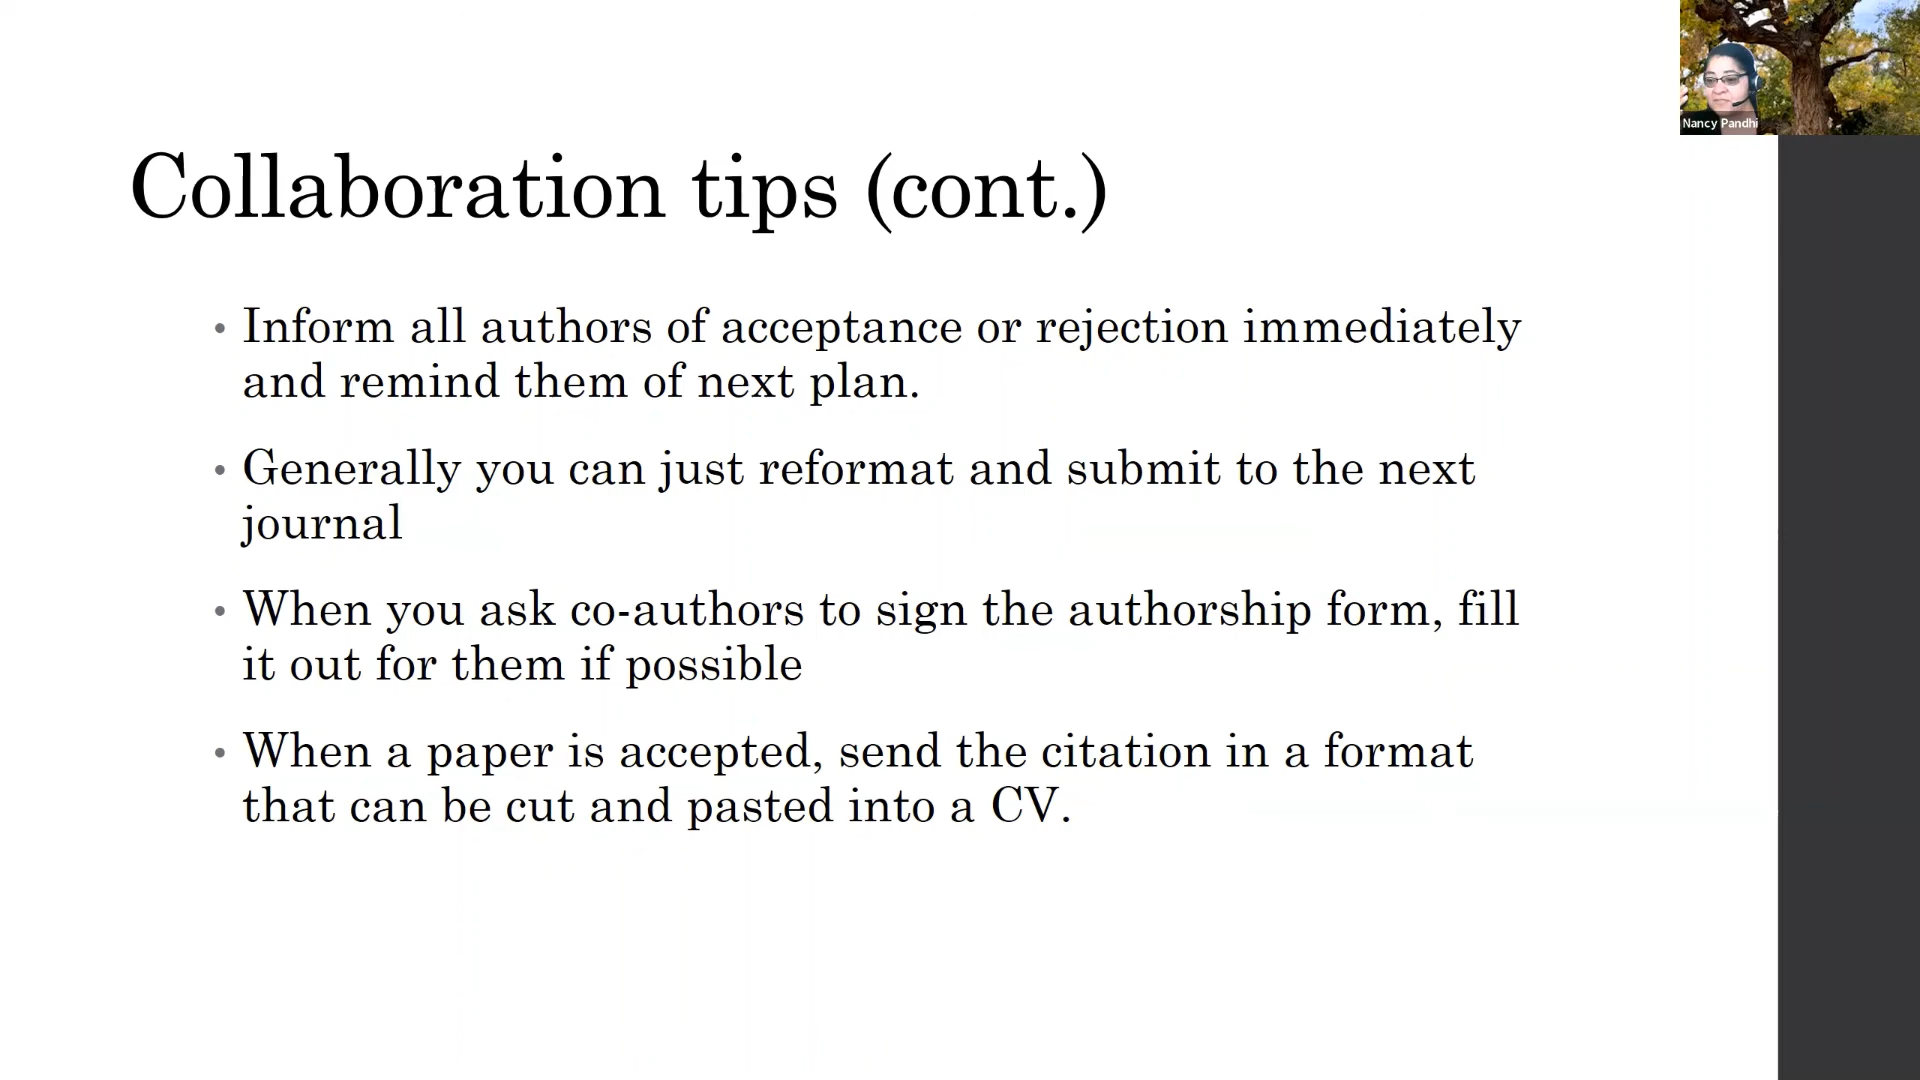 Nancy Pandhi
Collaboration tips (cont.)
• Inform all authors of acceptance or rejection immediately
and remind them of next plan.
• Generally you can just reformat and submit to the next
journal
• When you ask co-authors to sign the authorship form, fill
it out for them if possible
• When a paper is accepted, send the citation in a format
that can be cut and pasted into a CV.